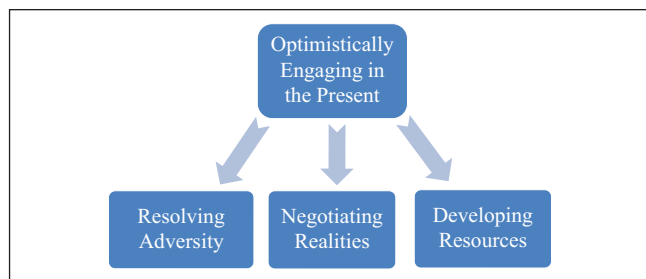 Optimistically
Engaging in
the Present
Resolving
Adversity
Negotiating
Realities
Developing
Resources